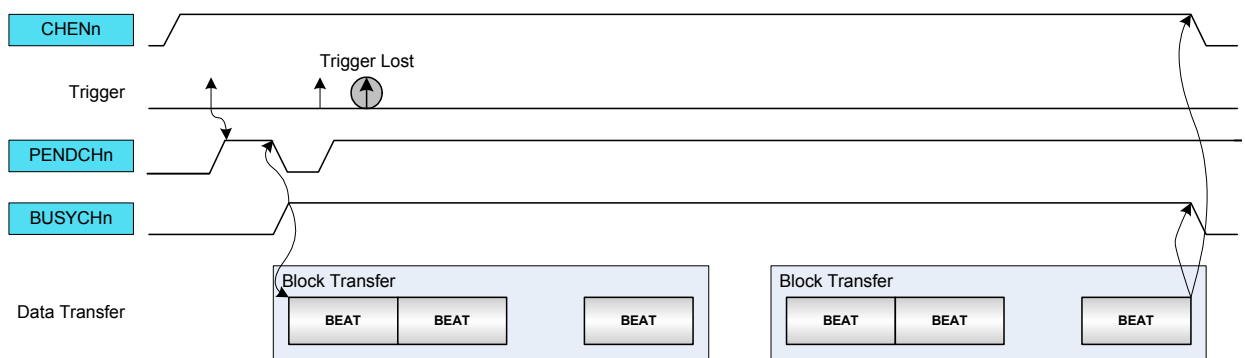 CHENn
Trigger Lost
Trigger
PENDCHn
BUSYCHn
Block Transfer Block Transfer
Data Transfer BEAT BEAT BEAT BEAT BEAT BEAT